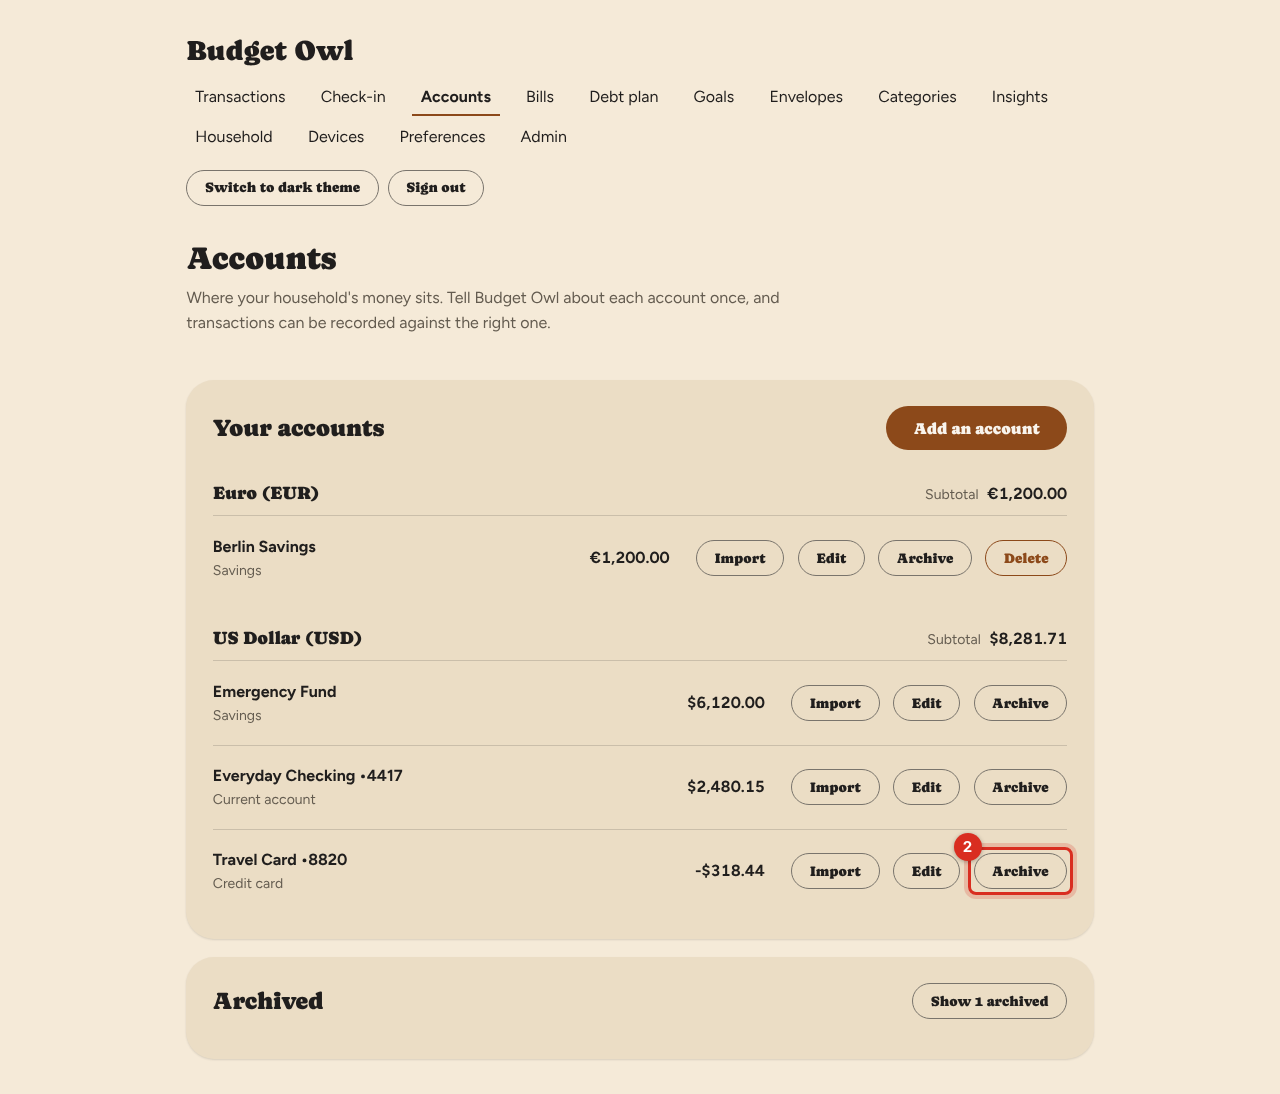 Budget Owl
Transactions Check-in Accounts Bills Debt plan Goals Envelopes Categories Insights
Household Devices Preferences Admin
Switch to dark theme Sign out
Accounts
Where your household's money sits. Tell Budget Owl about each account once, and
transactions can be recorded against the right one.
Your accounts Add an account
Euro (EUR) Subtotal €1,200.00
Berlin Savings
Savings
€1,200.00 Import Edit Archive Delete
US Dollar (USD) Subtotal $8,281.71
Emergency Fund
Savings
$6,120.00 Import Edit Archive
Everyday Checking •4417
Current account
$2,480.15 Import Edit Archive
Travel Card •8820
Credit card
-$318.44 Import Edit 2 Archive
Archived Show 1 archived